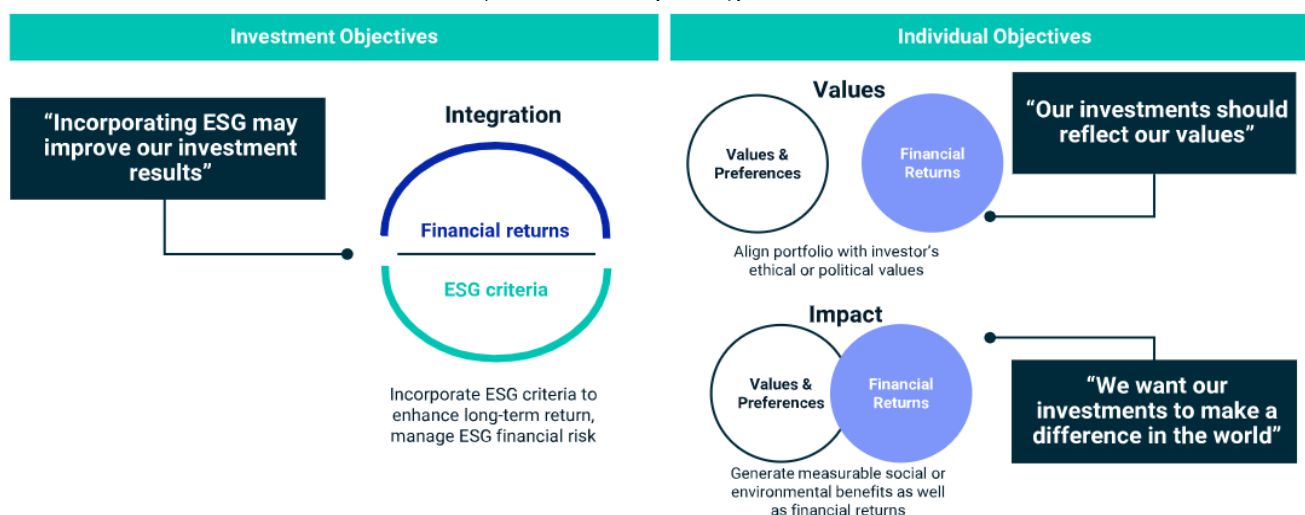 Investment Objectives
“Incorporating ESG may
improve our investment
results”
Integration
Financial returns
ESG criteria
Incorporate ESG criteria to
enhance long-term return,
manage ESG financial risk
Individual Objectives
Values
Values &
Preferences
Financial
Returns
“Our investments should
reflect our values”
Align portfolio with investor’s
ethical or political values
Impact
Values &
Preferences
Financial
Returns
“We want our
investments to make a
difference in the world”
Generate measurable social or
environmental benefits as well
as financial returns